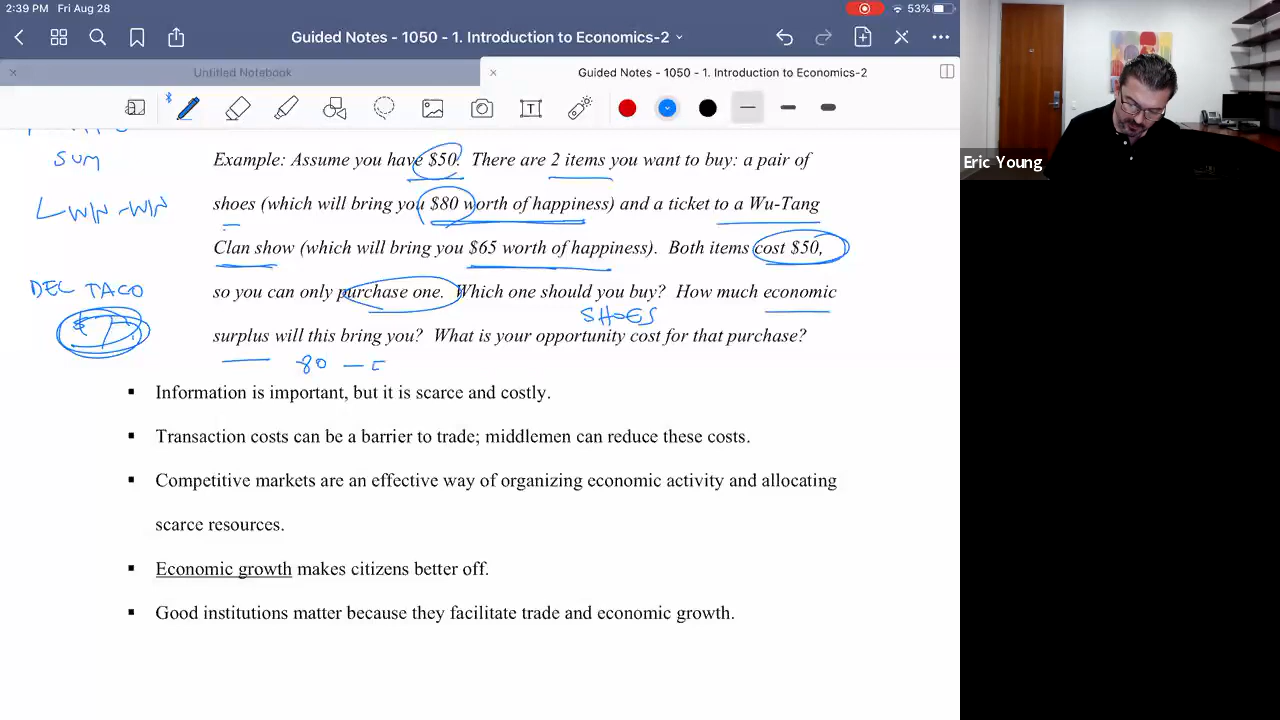 2:39 PM Fri Aug 28
53%
Guided Notes - 1050 - 1. Introduction to Economics-2
Untitled Notebook
Guided Notes - 1050 - 1. Introduction to Economics-2
SUM
Example: Assume you have $50. There are 2 items you want to buy: a pair of
WIN-WIN
shoes (which will bring you $80 worth of happiness) and a ticket to a Wu-Tang
Clan show (which will bring you $65 worth of happiness). Both items cost $50,
DEL TACO
so you can only purchase one. Which one should you buy? How much economic
SHOES
$7
surplus will this bring you? What is your opportunity cost for that purchase?
80 —
▪ Information is important, but it is scarce and costly.
▪ Transaction costs can be a barrier to trade; middlemen can reduce these costs.
▪ Competitive markets are an effective way of organizing economic activity and allocating
scarce resources.
▪ Economic growth makes citizens better off.
▪ Good institutions matter because they facilitate trade and economic growth.
Eric Young